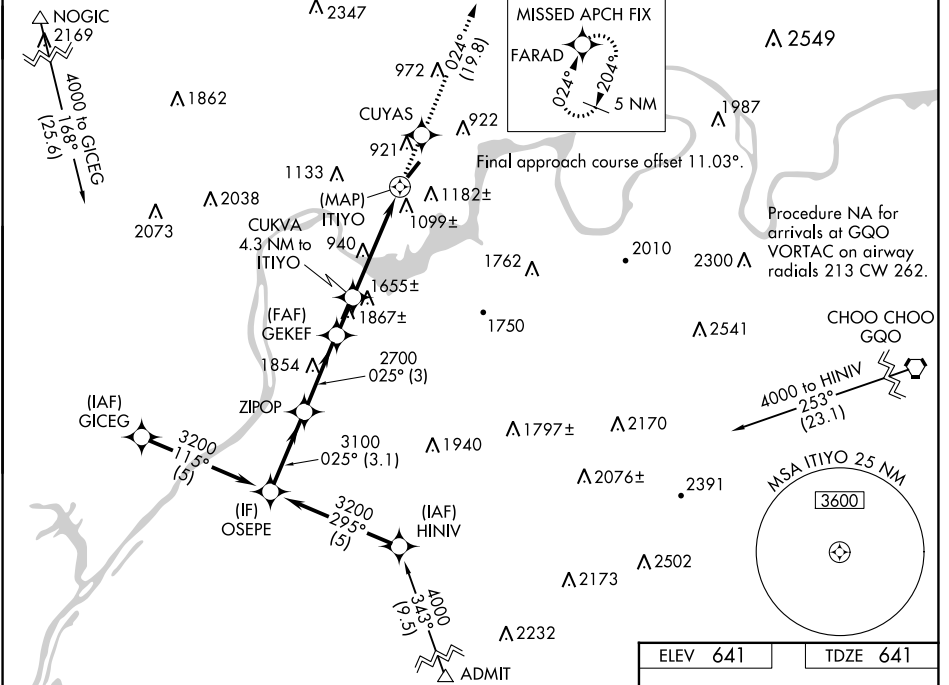 NOGIC
2169
4000 to GICEG
168°
(25.6)
2347
1862
2038
2073
1133
972
024°
(19.8)
CUYAS
921
922
(MAP)
ITIYO
1182±
1099±
CUKVA
4.3 NM to
ITIYO
940
1655±
1867±
(FAF)
GEKEF
1854
2700
025° (3)
ZIPOP
3100
025° (3.1)
(IAF)
GICEG
3200
115°
(5)
(IF)
OSEPE
3200
295°
(5)
(IAF)
HINIV
4000
343°
(9.5)
ADMIT
MISSED APCH FIX
FARAD
024°
204°
5 NM
2549
1987
Final approach course offset 11.03°.
Procedure NA for
arrivals at GQO
VORTAC on airway
radials 213 CW 262.
1762
2010
2300
1750
2541
CHOO CHOO
GQO
4000 to HINIV
253°
(23.1)
1940
1797±
2170
2076±
2391
2502
2173
2232
MSA ITIYO 25 NM
3600
ELEV 641
TDZE 641